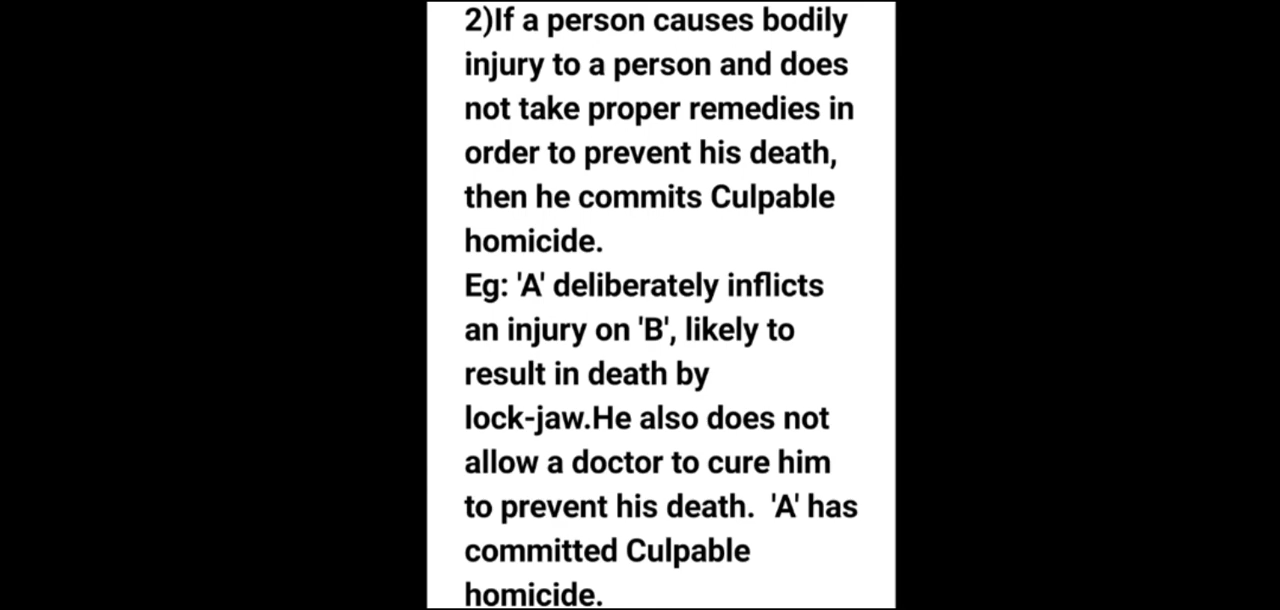 2)If a person causes bodily
injury to a person and does
not take proper remedies in
order to prevent his death,
then he commits Culpable
homicide.
Eg: 'A' deliberately inflicts
an injury on 'B', likely to
result in death by
lock-jaw.He also does not
allow a doctor to cure him
to prevent his death.  'A' has
committed Culpable
homicide.